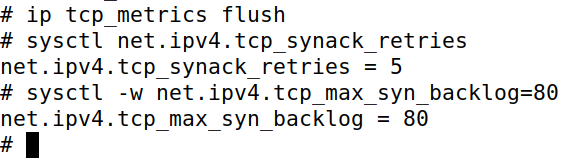 # ip tcp_metrics flush
# sysctl net.ipv4.tcp_synack_retries
net.ipv4.tcp_synack_retries = 5
# sysctl -w net.ipv4.tcp_max_syn_backlog=80
net.ipv4.tcp_max_syn_backlog = 80
#